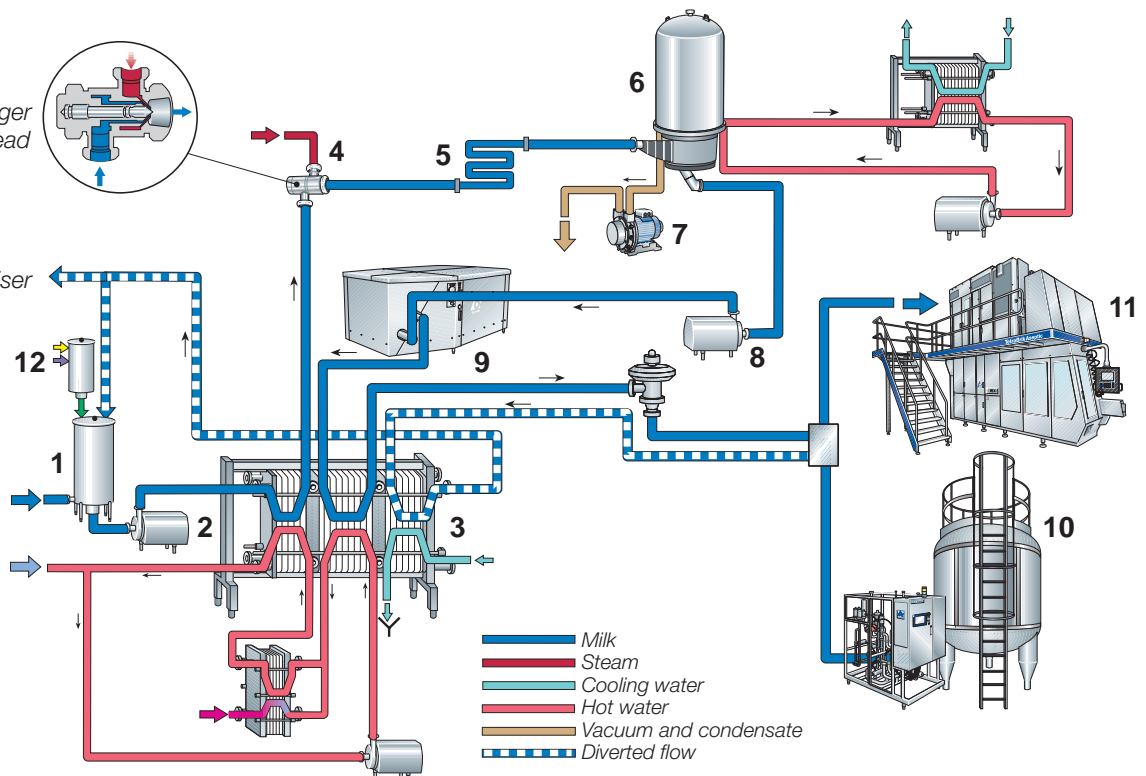 ger
ead
iser
1
2
3
4
5
6
7
8
9
10
11
12
Milk
Steam
Cooling water
Hot water
Vacuum and condensate
Diverted flow